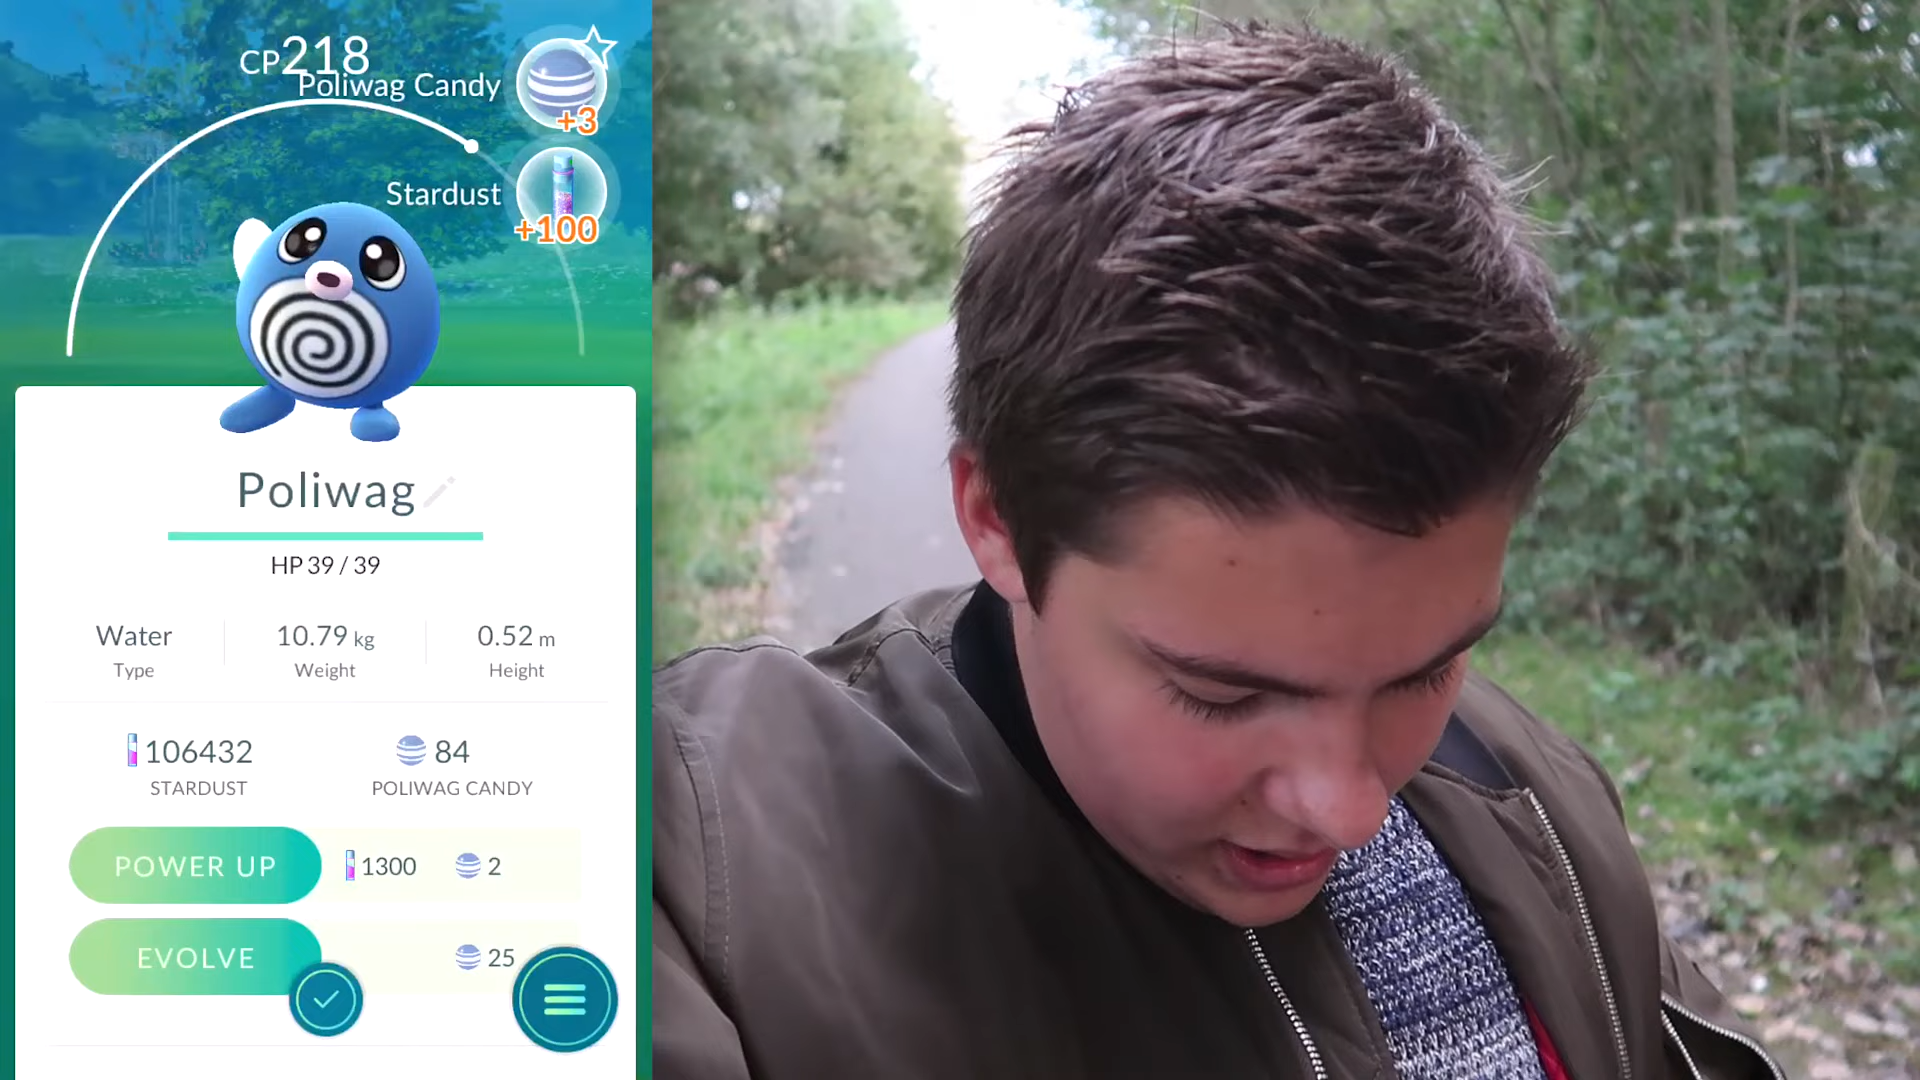 CP218
Poliwag Candy
+3
Stardust
+100
Poliwag
HP 39 / 39
Water
Type
10.79 kg
Weight
0.52 m
Height
106432
STARDUST
84
POLIWAG CANDY
POWER UP
1300
2
EVOLVE
25